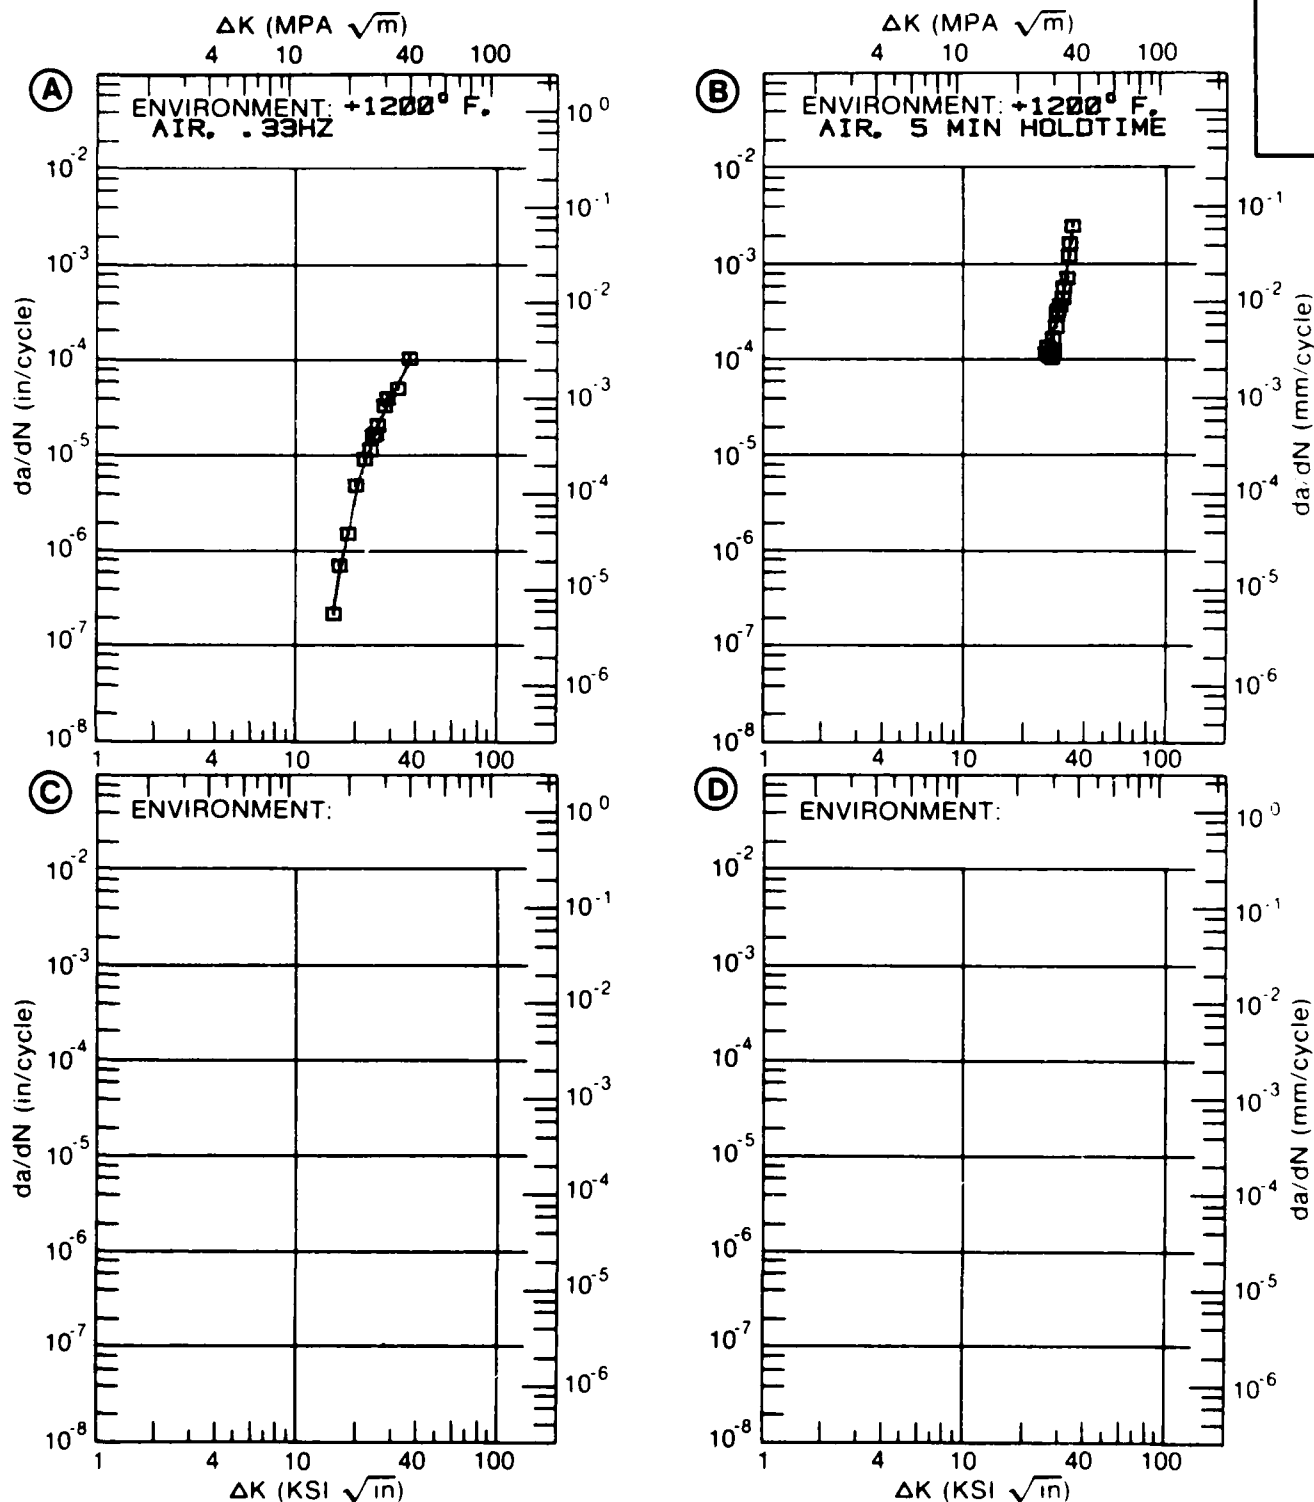 ΔK (MPA √m)
4 10 40 100
A
ENVIRONMENT: +1200° F.
AIR. .33HZ
10⁻²
10⁻³
10⁻⁴
10⁻⁵
10⁻⁶
10⁻⁷
10⁻⁸
da/dN (in/cycle)
10⁰
10⁻¹
10⁻²
10⁻³
10⁻⁴
10⁻⁵
10⁻⁶
1 4 10 40 100
ΔK (MPA √m)
4 10 40 100
B
ENVIRONMENT: +1200° F.
AIR. 5 MIN HOLDTIME
10⁻²
10⁻³
10⁻⁴
10⁻⁵
10⁻⁶
10⁻⁷
10⁻⁸
10⁻¹
10⁻²
10⁻³
10⁻⁴
10⁻⁵
10⁻⁶
da/dN (mm/cycle)
1 4 10 40 100
C
ENVIRONMENT:
10⁻²
10⁻³
10⁻⁴
10⁻⁵
10⁻⁶
10⁻⁷
10⁻⁸
da/dN (in/cycle)
10⁰
10⁻¹
10⁻²
10⁻³
10⁻⁴
10⁻⁵
10⁻⁶
1 4 10 40 100
ΔK (KSI √in)
D
ENVIRONMENT:
10⁻²
10⁻³
10⁻⁴
10⁻⁵
10⁻⁶
10⁻⁷
10⁻⁸
10⁰
10⁻¹
10⁻²
10⁻³
10⁻⁴
10⁻⁵
10⁻⁶
da/dN (mm/cycle)
1 4 10 40 100
ΔK (KSI √in)